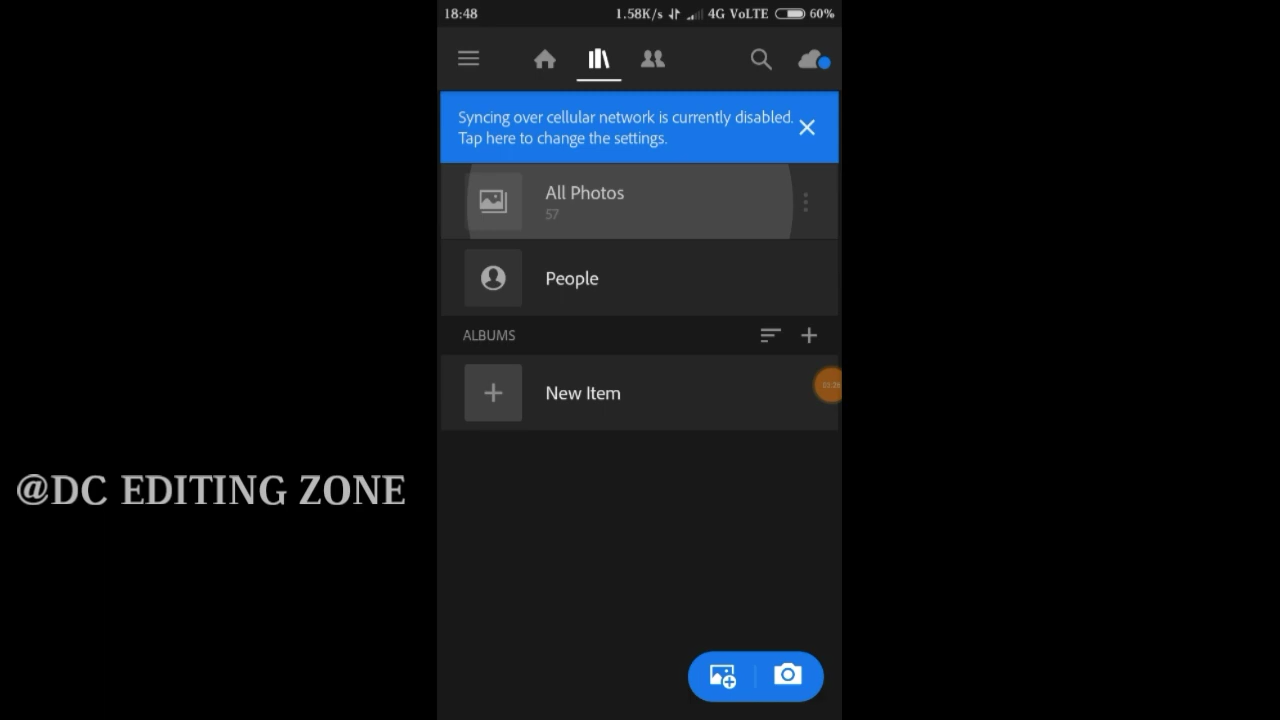 18:48
1.58K/s 4G VoLTE 60%
Syncing over cellular network is currently disabled.
Tap here to change the settings.
All Photos
57
People
ALBUMS
New Item
@DC EDITING ZONE